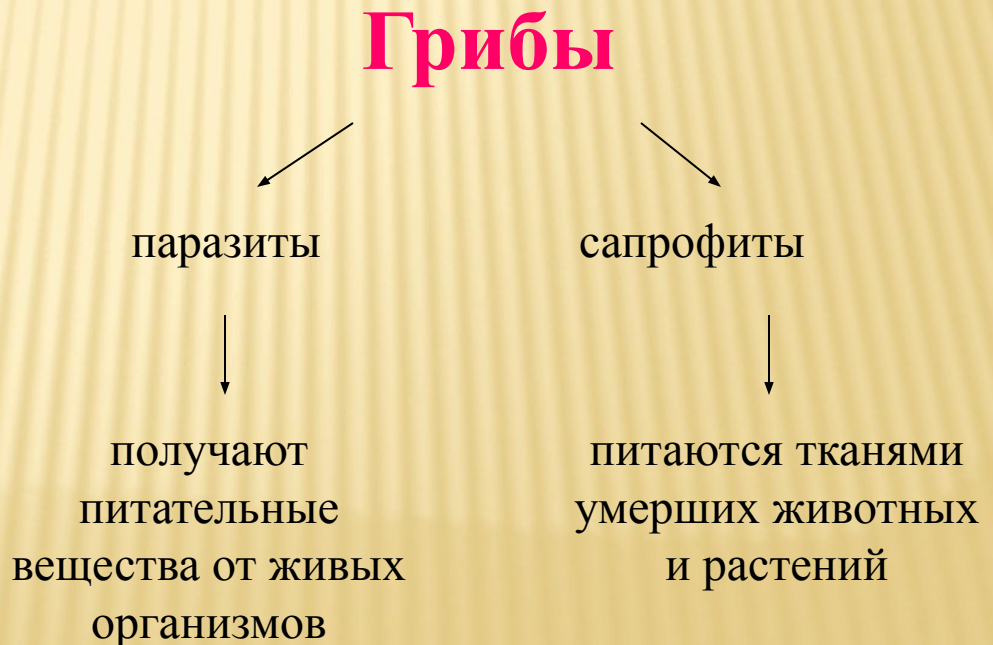 Грибы
паразиты
сапрофиты
получают
питательные
вещества от живых
организмов
питаются тканями
умерших животных
и растений